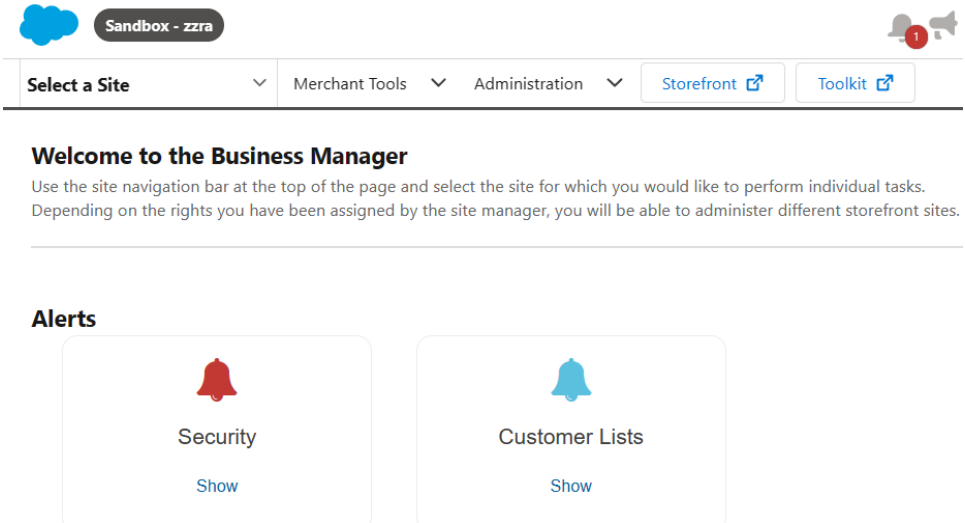 Sandbox - zzra
1
Select a Site
Merchant Tools
Administration
Storefront
Toolkit
Welcome to the Business Manager
Use the site navigation bar at the top of the page and select the site for which you would like to perform individual tasks.
Depending on the rights you have been assigned by the site manager, you will be able to administer different storefront sites.
Alerts
Security
Customer Lists
Show
Show